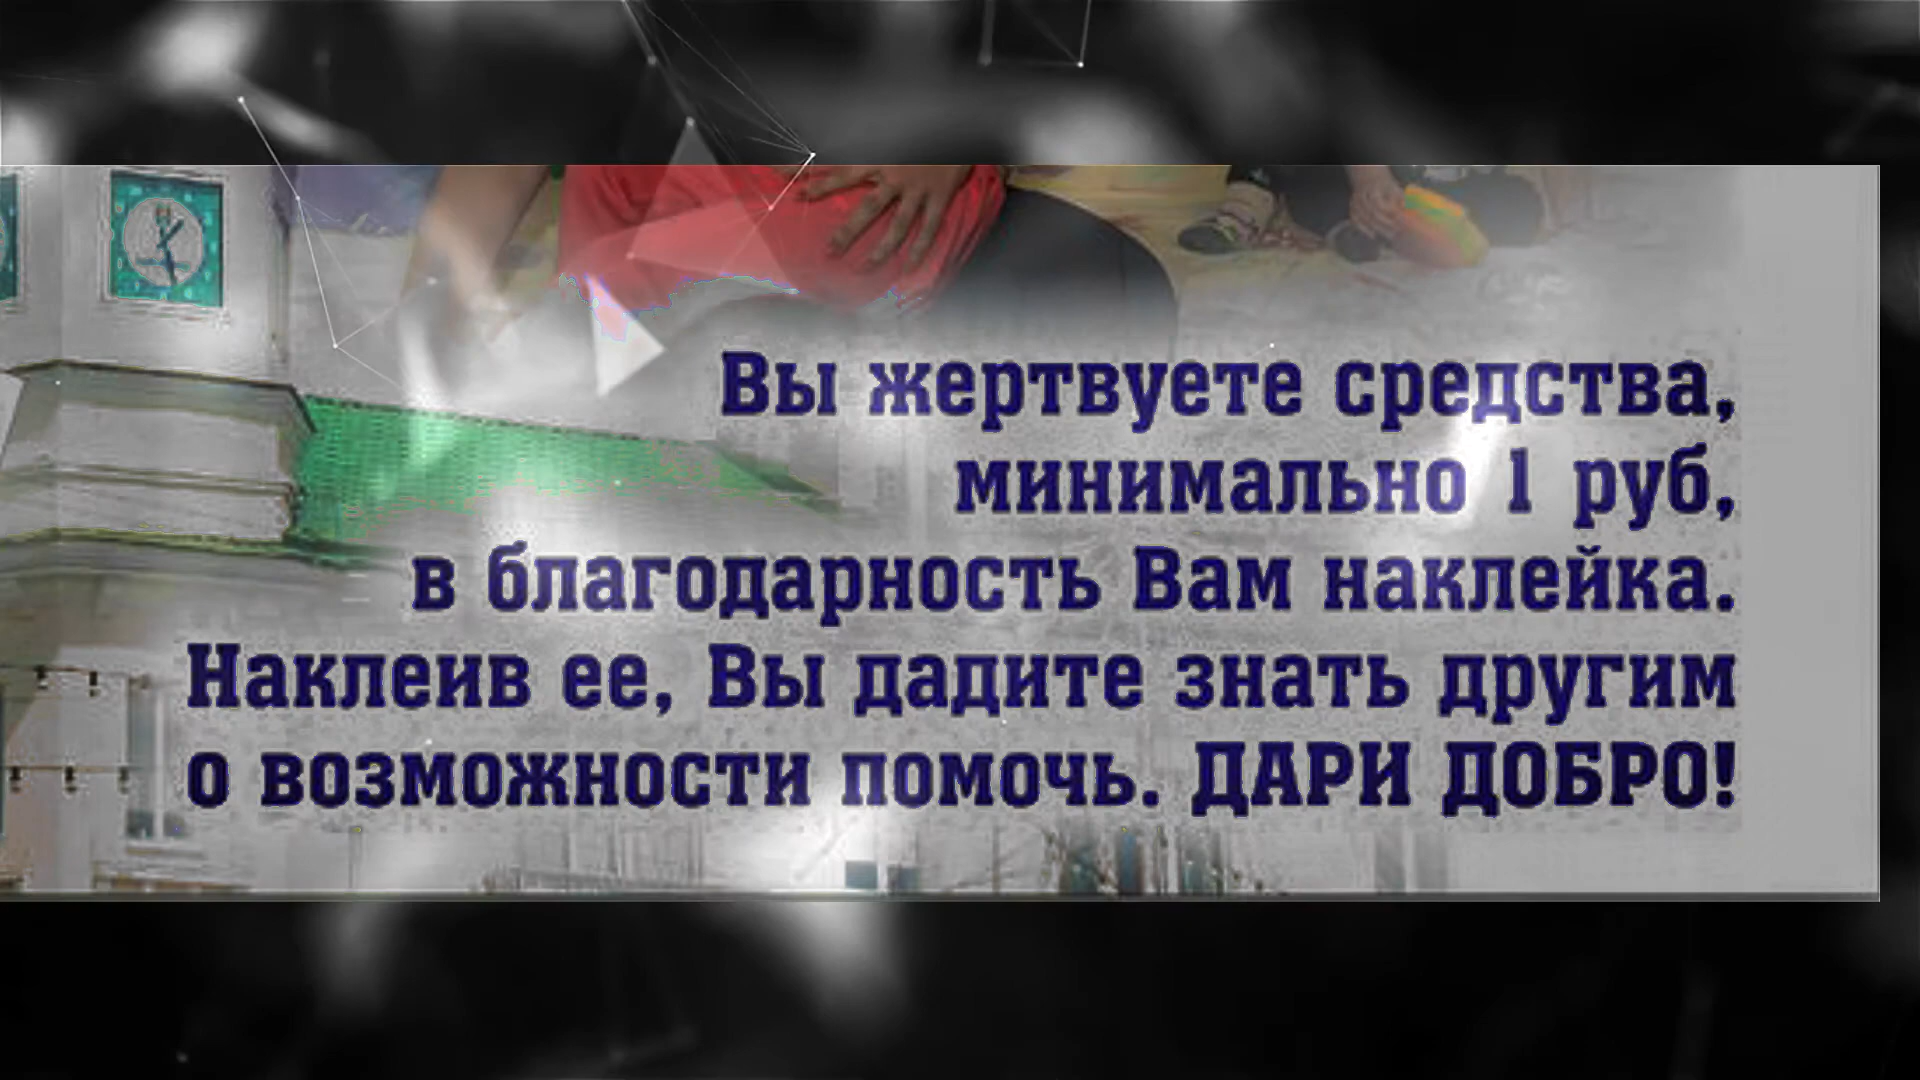 Вы жертвуете средства,
минимально 1 руб,
в благодарность Вам наклейка.
Наклеив ее, Вы дадите знать другим
о возможности помочь. ДАРИ ДОБРО!